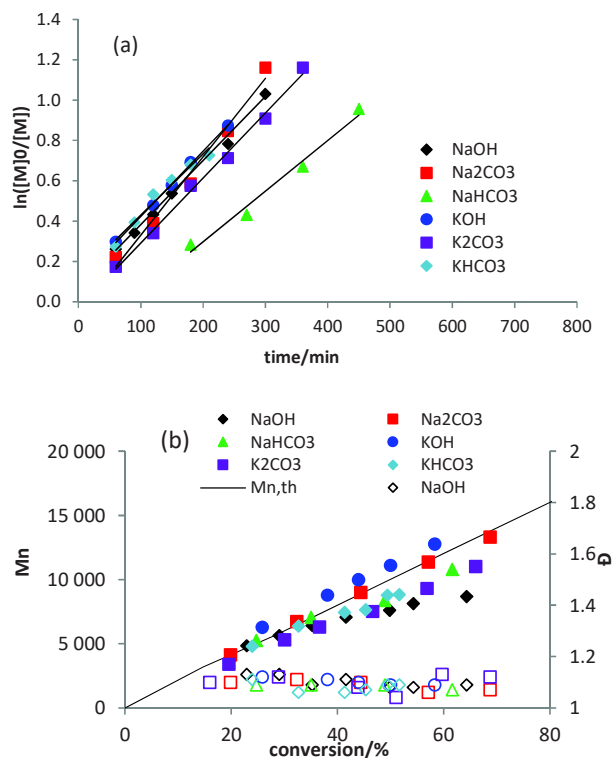 (a)
ln([M]0/[M])
1.4
1.2
1.0
0.8
0.6
0.4
0.2
0.0
0 100 200 300 400 500 600 700 800
time/min
NaOH
Na2CO3
NaHCO3
KOH
K2CO3
KHCO3
(b)
NaOH Na2CO3
NaHCO3 KOH
K2CO3 KHCO3
Mn,th NaOH
Mn
20 000
15 000
10 000
5 000
0
2
1.8
1.6
1.4
1.2
1
Đ
0 20 40 60 80
conversion/%